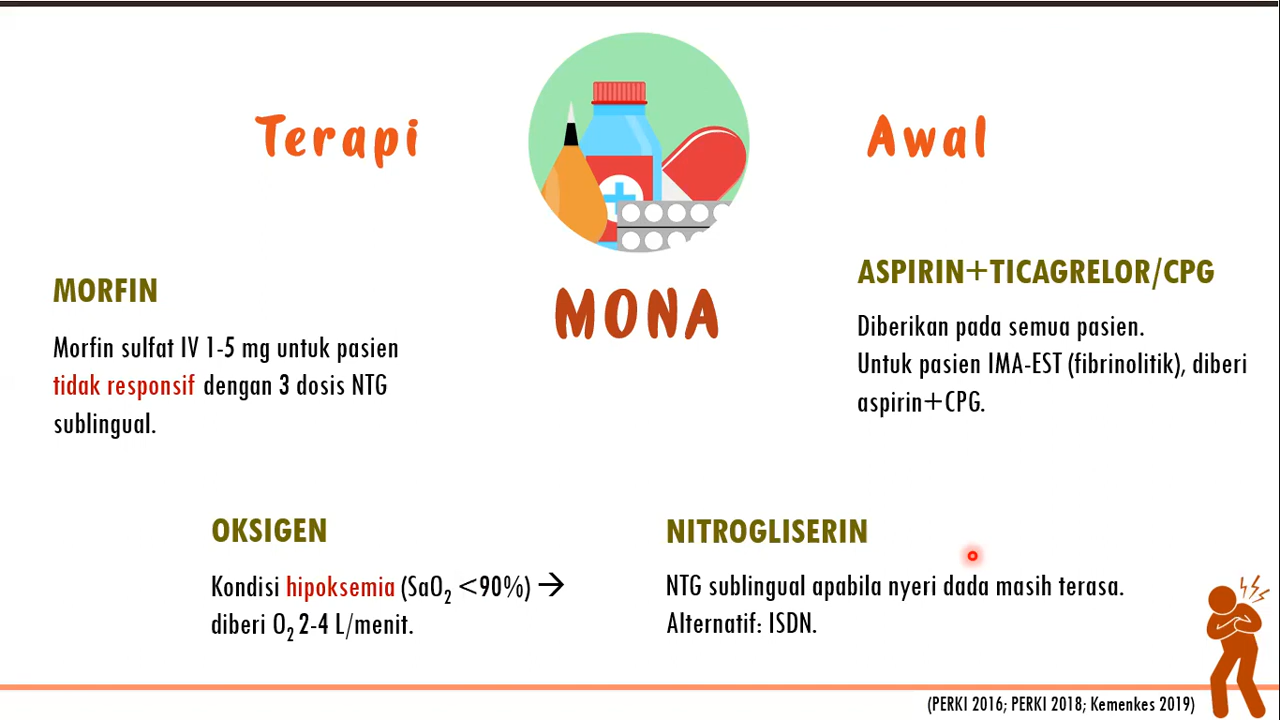 Terapi Awal
MONA
MORFIN
Morfin sulfat IV 1-5 mg untuk pasien
tidak responsif dengan 3 dosis NTG
sublingual.
ASPIRIN+TICAGRELOR/CPG
Diberikan pada semua pasien.
Untuk pasien IMA-EST (fibrinolitik), diberi
aspirin+CPG.
OKSIGEN
Kondisi hipoksemia (SaO₂ <90%) →
diberi O₂ 2-4 L/menit.
NITROGLISERIN
NTG sublingual apabila nyeri dada masih terasa.
Alternatif: ISDN.
(PERKI 2016; PERKI 2018; Kemenkes 2019)